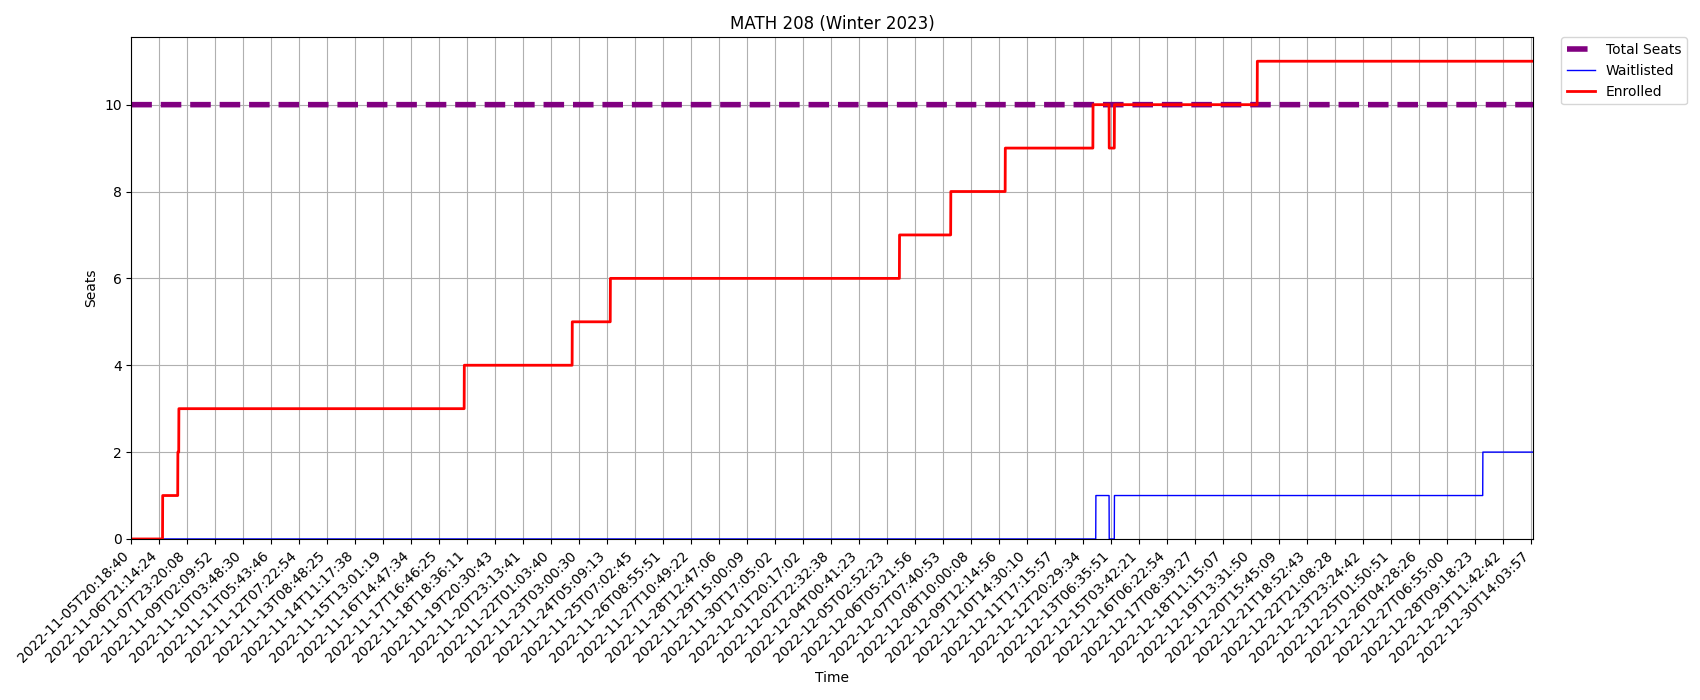 MATH 208 (Winter 2023)
Total Seats
Waitlisted
Enrolled
Seats
10
8
6
4
2
0
2022-11-05T20:18:40
2022-11-06T21:14:24
2022-11-07T23:20:08
2022-11-09T02:09:52
2022-11-10T03:48:30
2022-11-11T05:43:46
2022-11-12T07:22:54
2022-11-13T08:48:25
2022-11-14T11:17:38
2022-11-15T13:01:19
2022-11-16T14:47:34
2022-11-17T16:46:25
2022-11-18T18:36:11
2022-11-19T20:30:43
2022-11-20T23:13:41
2022-11-22T01:03:40
2022-11-23T03:00:30
2022-11-24T05:09:13
2022-11-25T07:02:45
2022-11-26T08:55:51
2022-11-27T10:49:22
2022-11-28T12:47:06
2022-11-29T15:00:09
2022-11-30T17:05:02
2022-12-01T20:17:02
2022-12-02T22:32:38
2022-12-04T00:41:23
2022-12-05T02:52:23
2022-12-06T05:21:56
2022-12-07T07:40:53
2022-12-08T10:00:08
2022-12-09T12:14:56
2022-12-10T14:30:10
2022-12-11T17:15:57
2022-12-12T20:29:34
2022-12-13T06:35:51
2022-12-15T03:42:21
2022-12-16T06:22:54
2022-12-17T08:39:27
2022-12-18T11:15:07
2022-12-19T13:31:50
2022-12-20T15:45:09
2022-12-21T18:52:43
2022-12-22T21:08:28
2022-12-23T23:24:42
2022-12-25T01:50:51
2022-12-26T04:28:26
2022-12-27T06:55:00
2022-12-28T09:18:23
2022-12-29T11:42:42
2022-12-30T14:03:57
Time